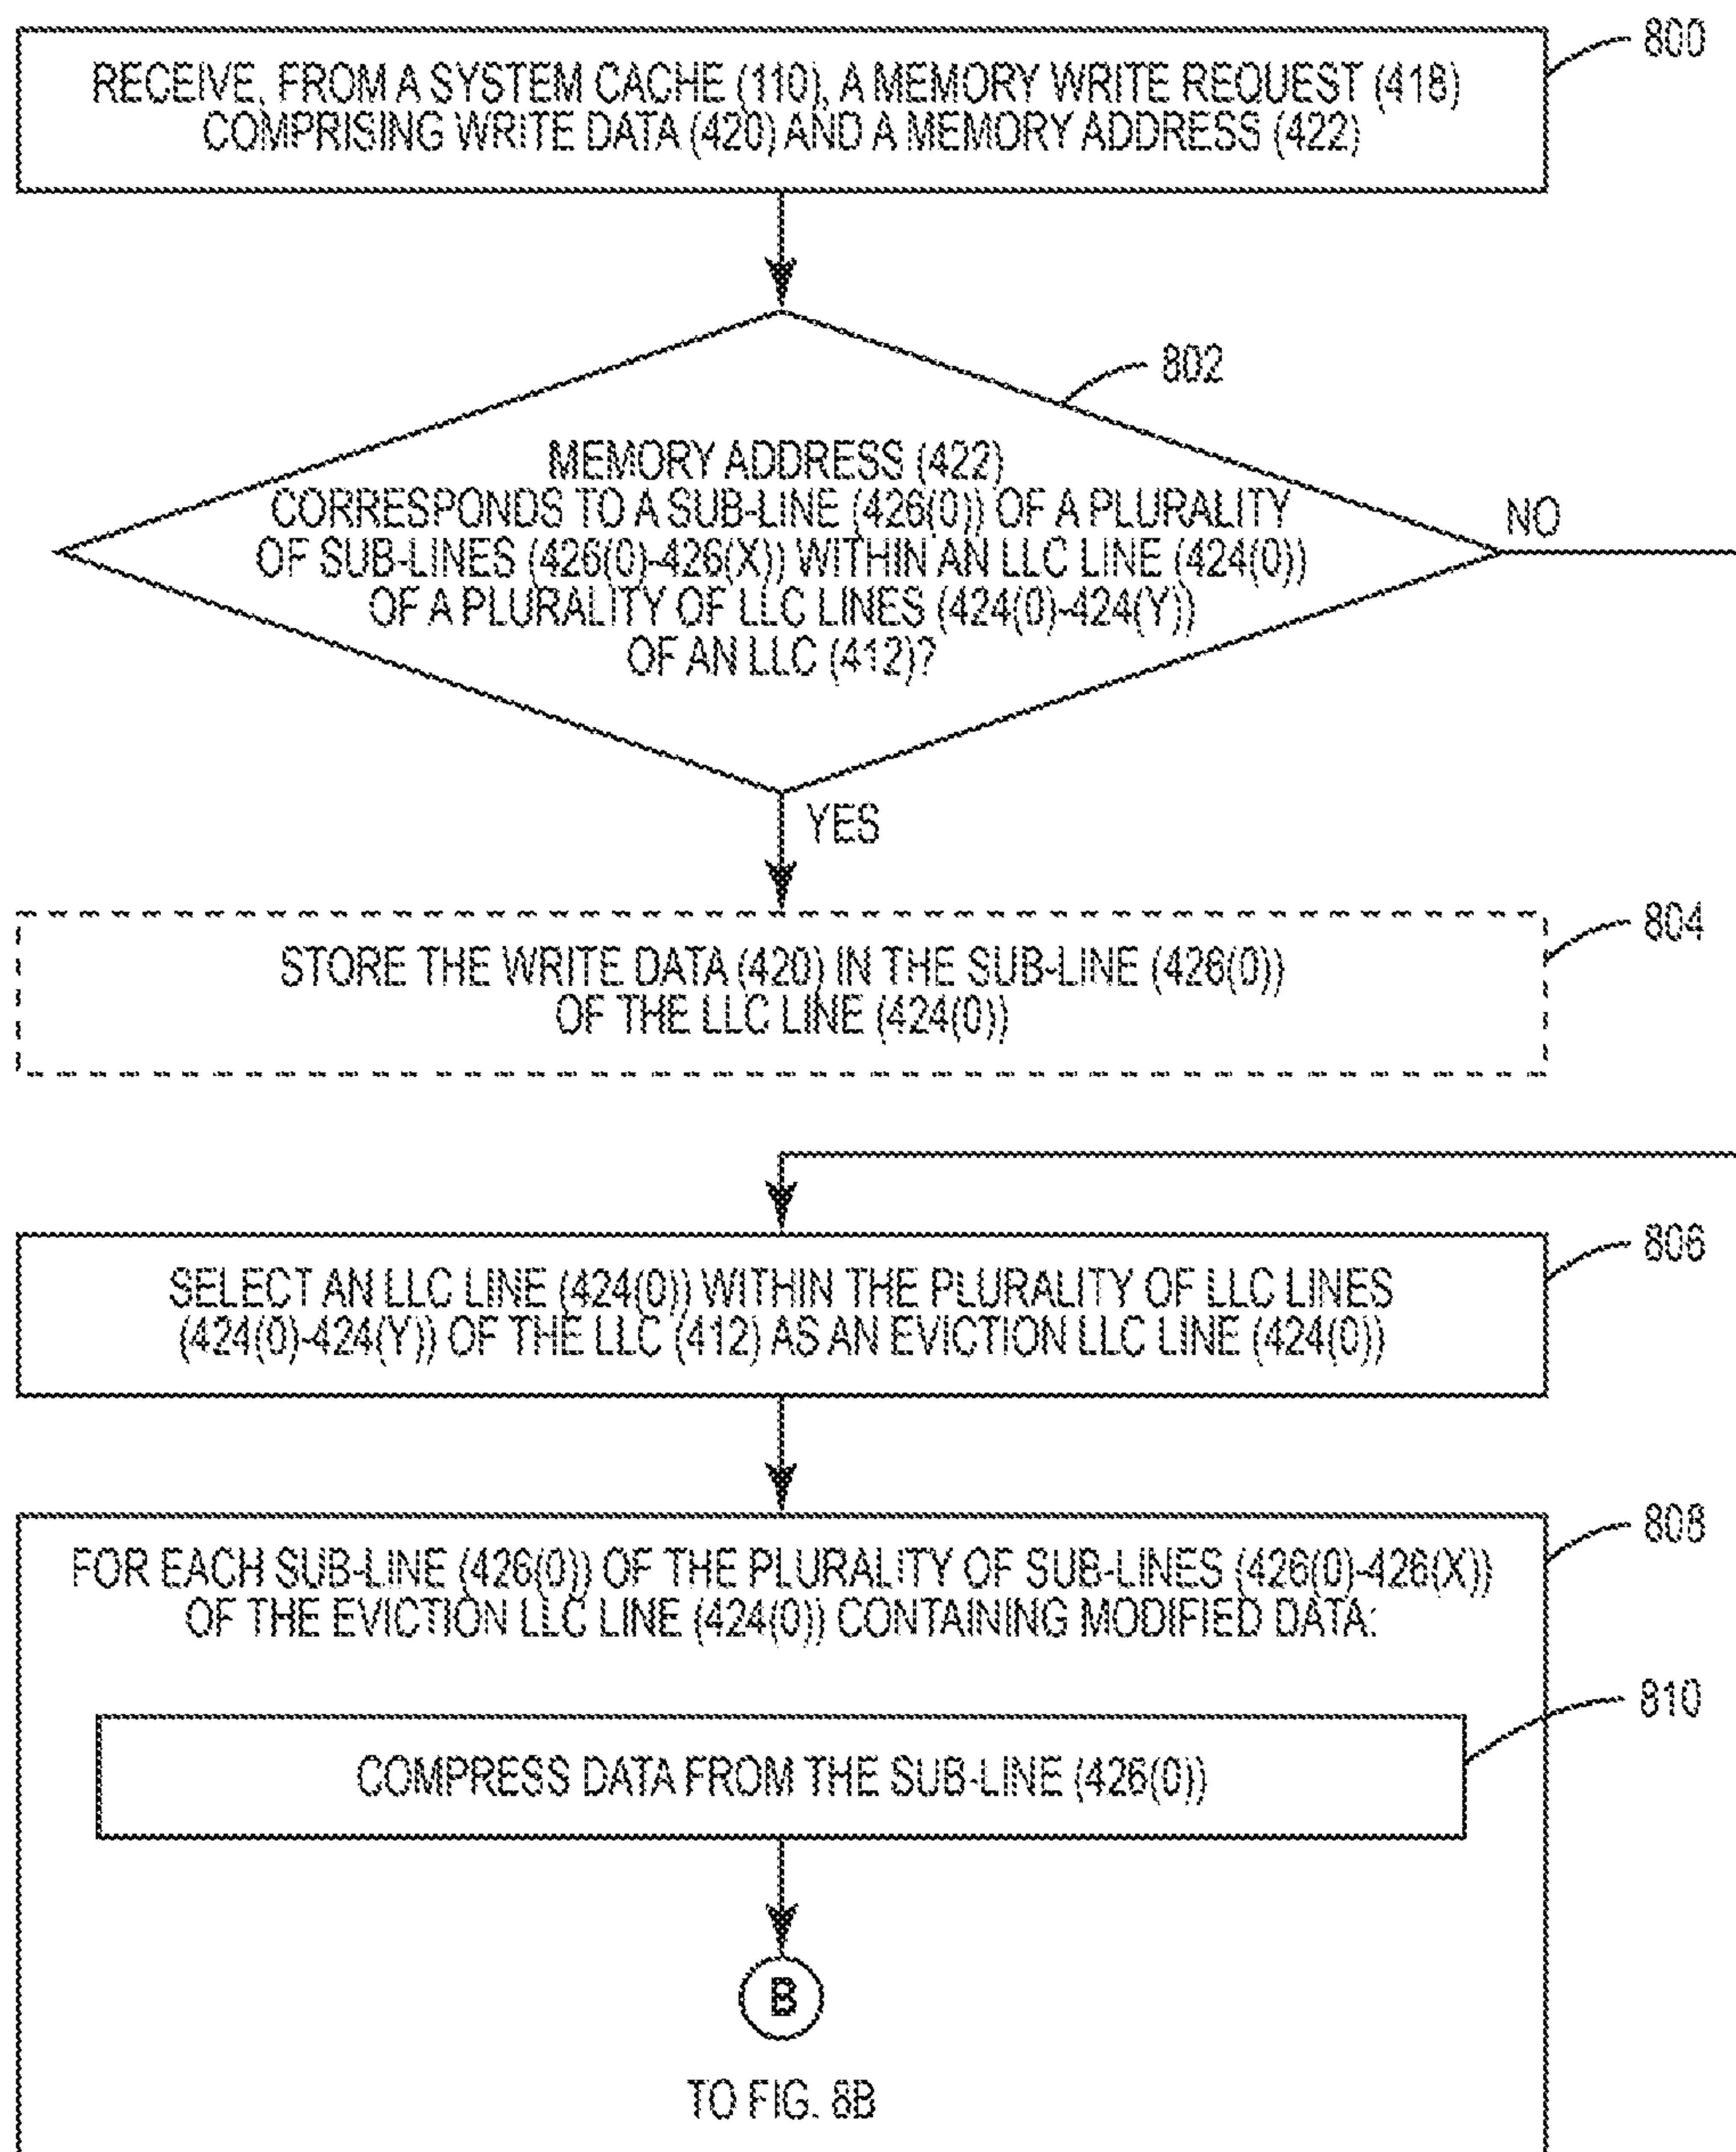 800
RECEIVE, FROM A SYSTEM CACHE (110), A MEMORY WRITE REQUEST (418)
COMPRISING WRITE DATA (420) AND A MEMORY ADDRESS (422)
802
MEMORY ADDRESS (422)
CORRESPONDS TO A SUB-LINE (426(0)) OF A PLURALITY
OF SUB-LINES (426(0)-426(X)) WITHIN AN LLC LINE (424(0))
OF A PLURALITY OF LLC LINES (424(0)-424(Y))
OF AN LLC (412)?
NO
YES
804
STORE THE WRITE DATA (420) IN THE SUB-LINE (426(0))
OF THE LLC LINE (424(0))
806
SELECT AN LLC LINE (424(0)) WITHIN THE PLURALITY OF LLC LINES
(424(0)-424(Y)) OF THE LLC (412) AS AN EVICTION LLC LINE (424(0))
808
FOR EACH SUB-LINE (426(0)) OF THE PLURALITY OF SUB-LINES (426(0)-426(X))
OF THE EVICTION LLC LINE (424(0)) CONTAINING MODIFIED DATA:
810
COMPRESS DATA FROM THE SUB-LINE (426(0))
B
TO FIG. 8B